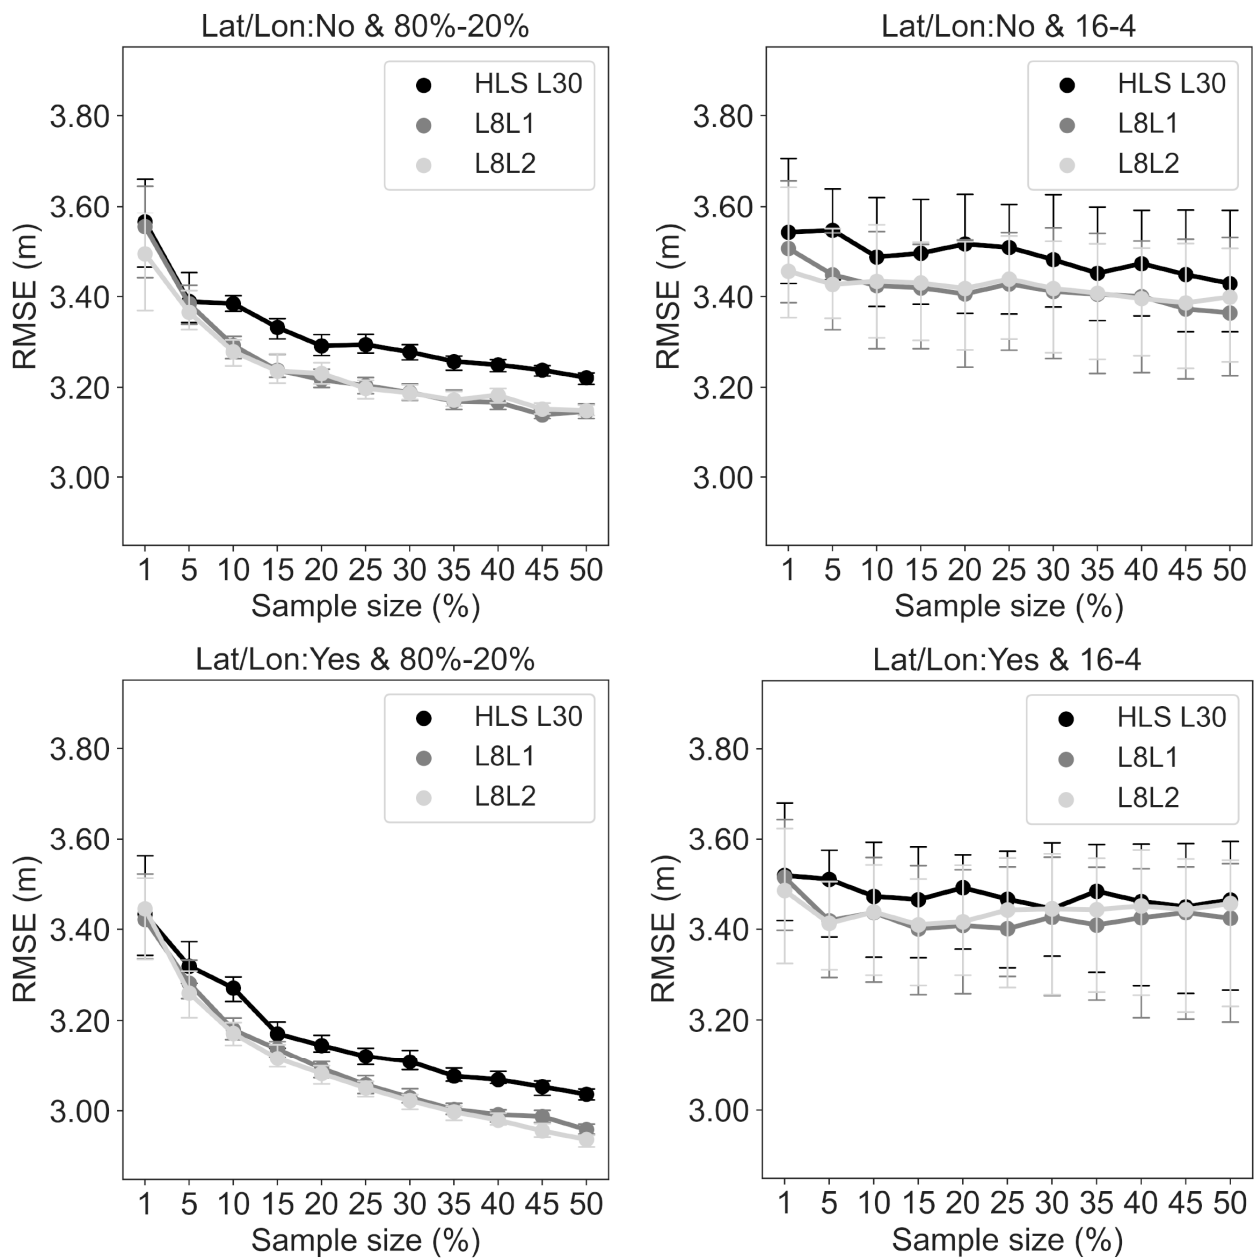 Lat/Lon:No & 80%-20%
HLS L30
L8L1
L8L2
RMSE (m)
3.80
3.60
3.40
3.20
3.00
1 5 10 15 20 25 30 35 40 45 50
Sample size (%)
Lat/Lon:No & 16-4
HLS L30
L8L1
L8L2
RMSE (m)
3.80
3.60
3.40
3.20
3.00
1 5 10 15 20 25 30 35 40 45 50
Sample size (%)
Lat/Lon:Yes & 80%-20%
HLS L30
L8L1
L8L2
RMSE (m)
3.80
3.60
3.40
3.20
3.00
1 5 10 15 20 25 30 35 40 45 50
Sample size (%)
Lat/Lon:Yes & 16-4
HLS L30
L8L1
L8L2
RMSE (m)
3.80
3.60
3.40
3.20
3.00
1 5 10 15 20 25 30 35 40 45 50
Sample size (%)